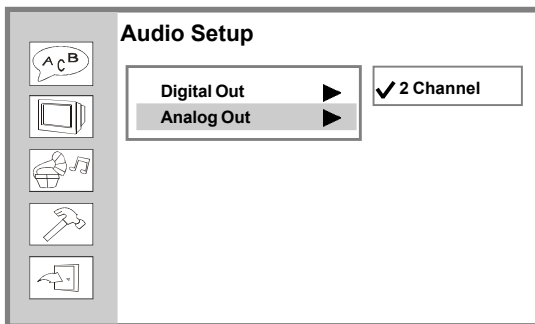 Audio Setup
A C B
Digital Out
✓ 2 Channel
Analog Out